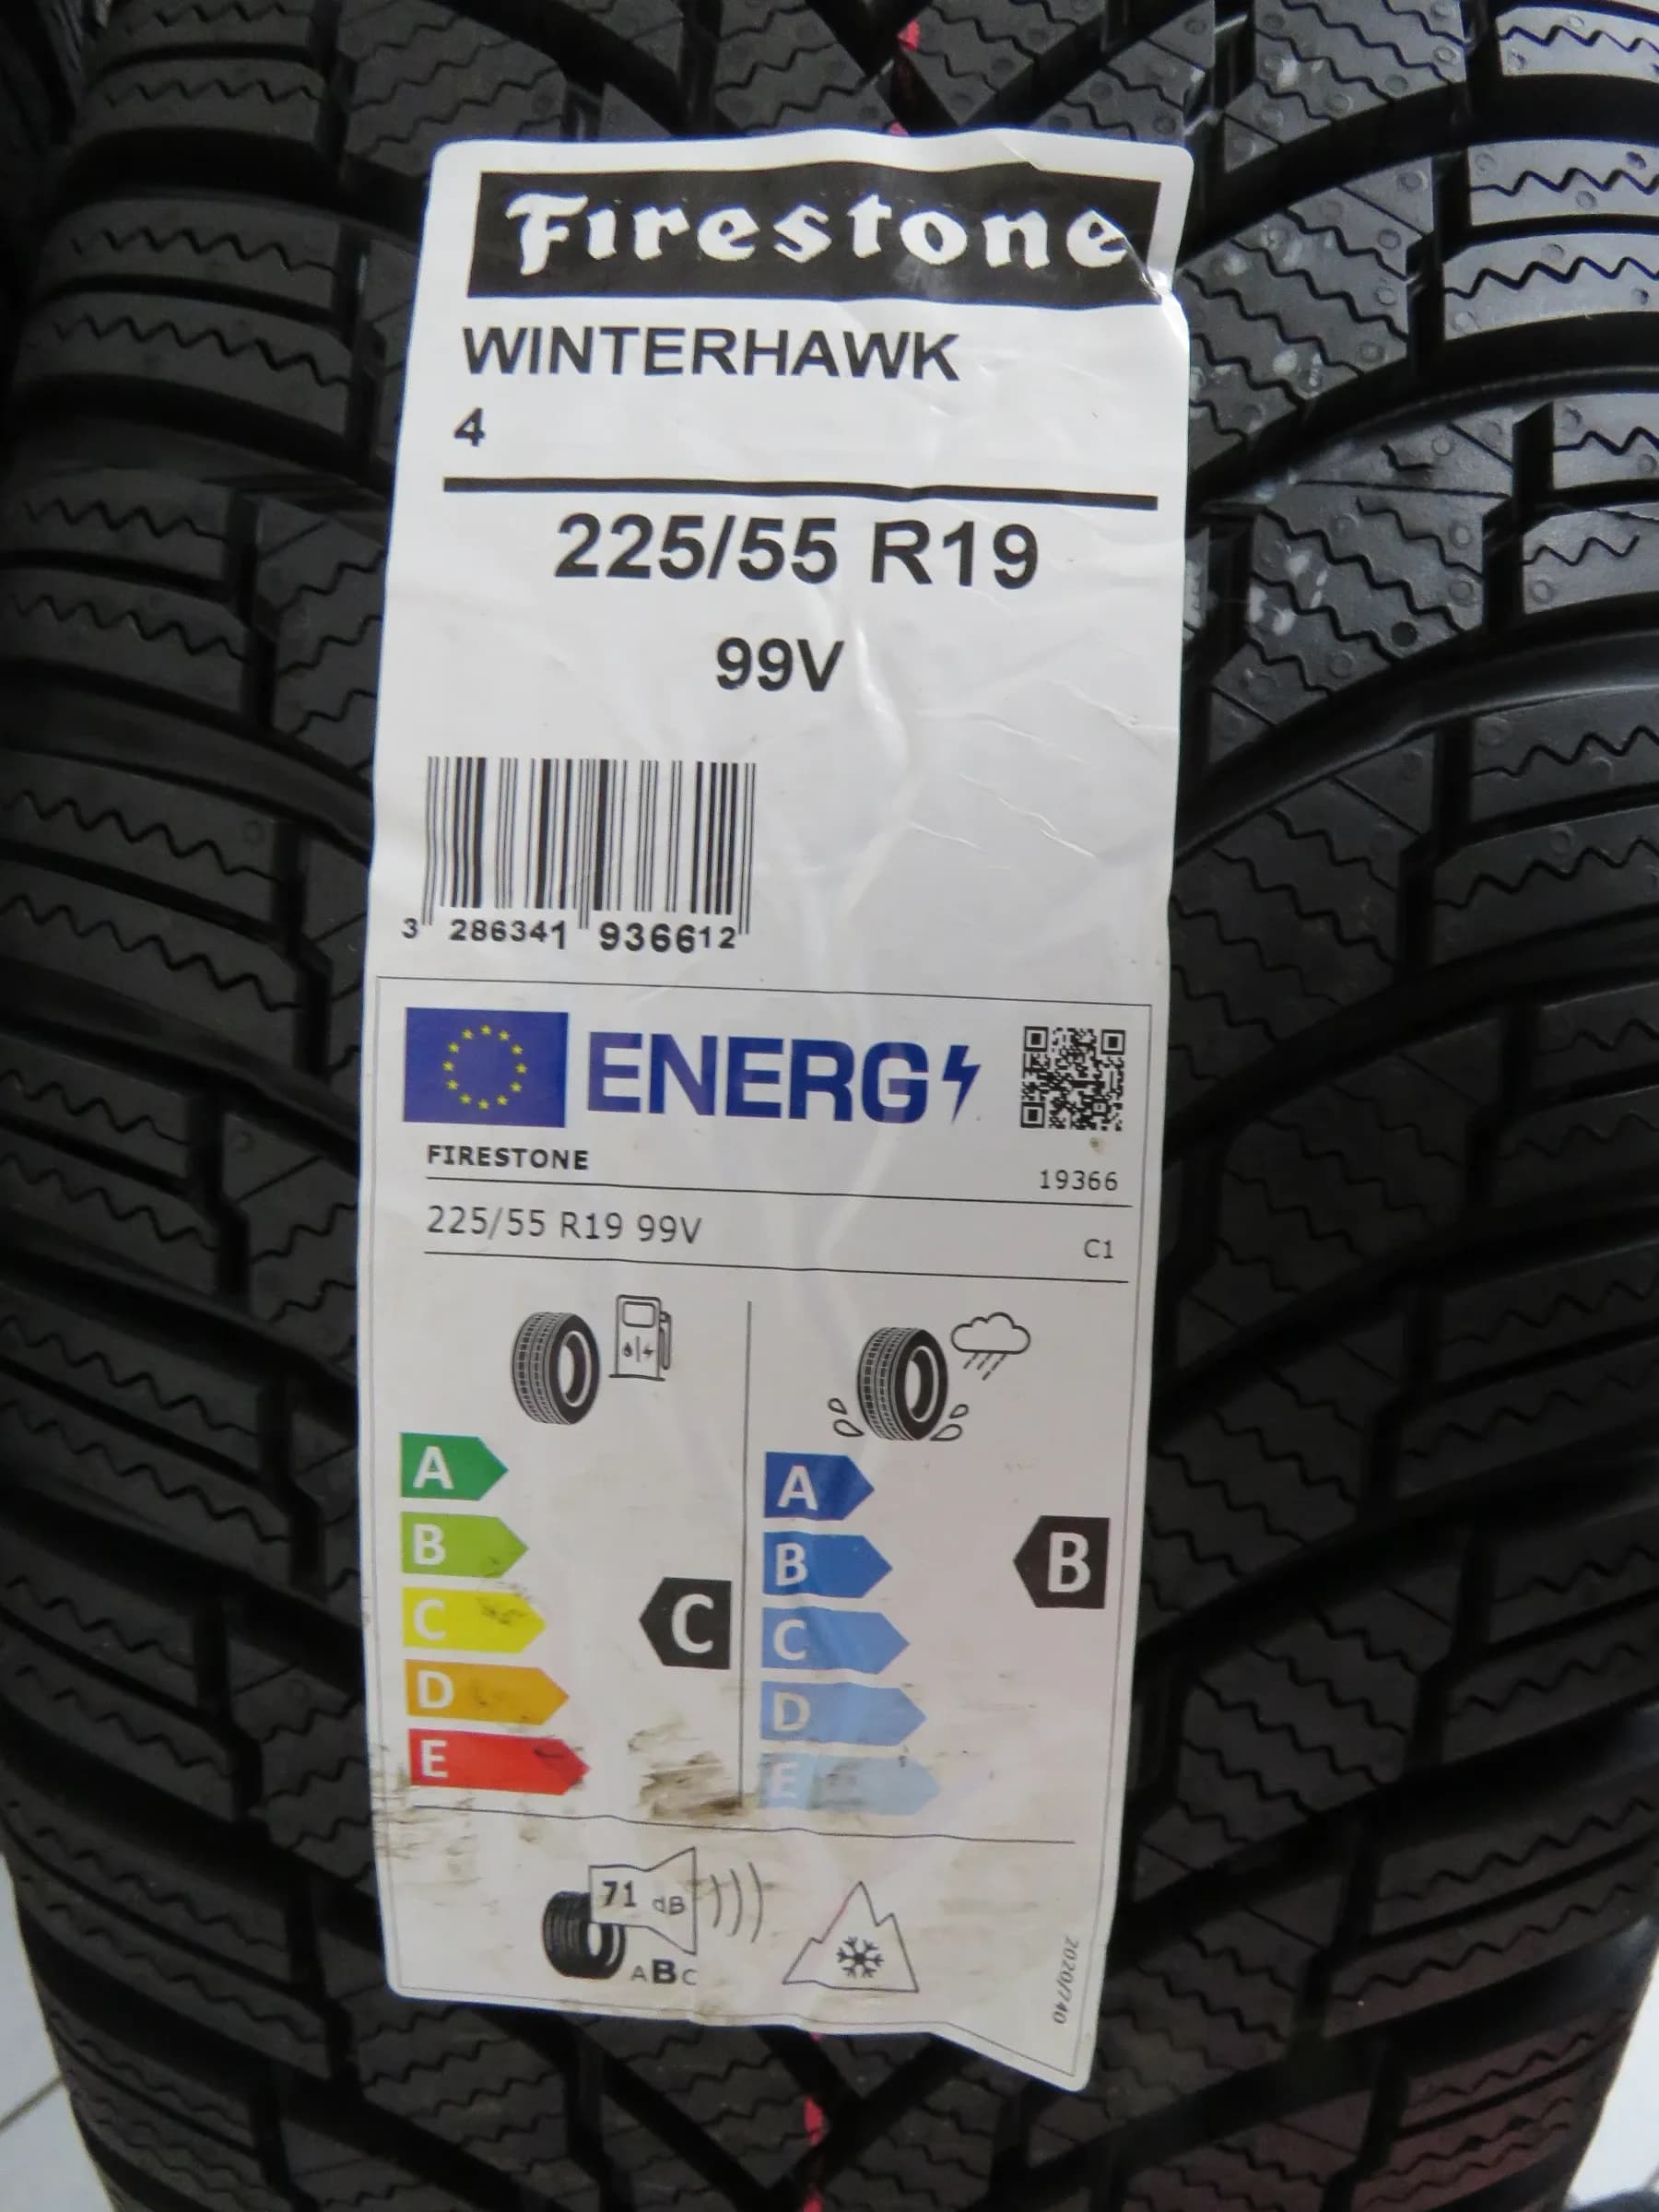 Firestone
WINTERHAWK
4
225/55 R19
99V
3 286341 936612
ENERG
FIRESTONE
19366
225/55 R19 99V
C1
A
B
C
D
E
C
A
B
C
D
E
B
71 dB
ABC
2020/740